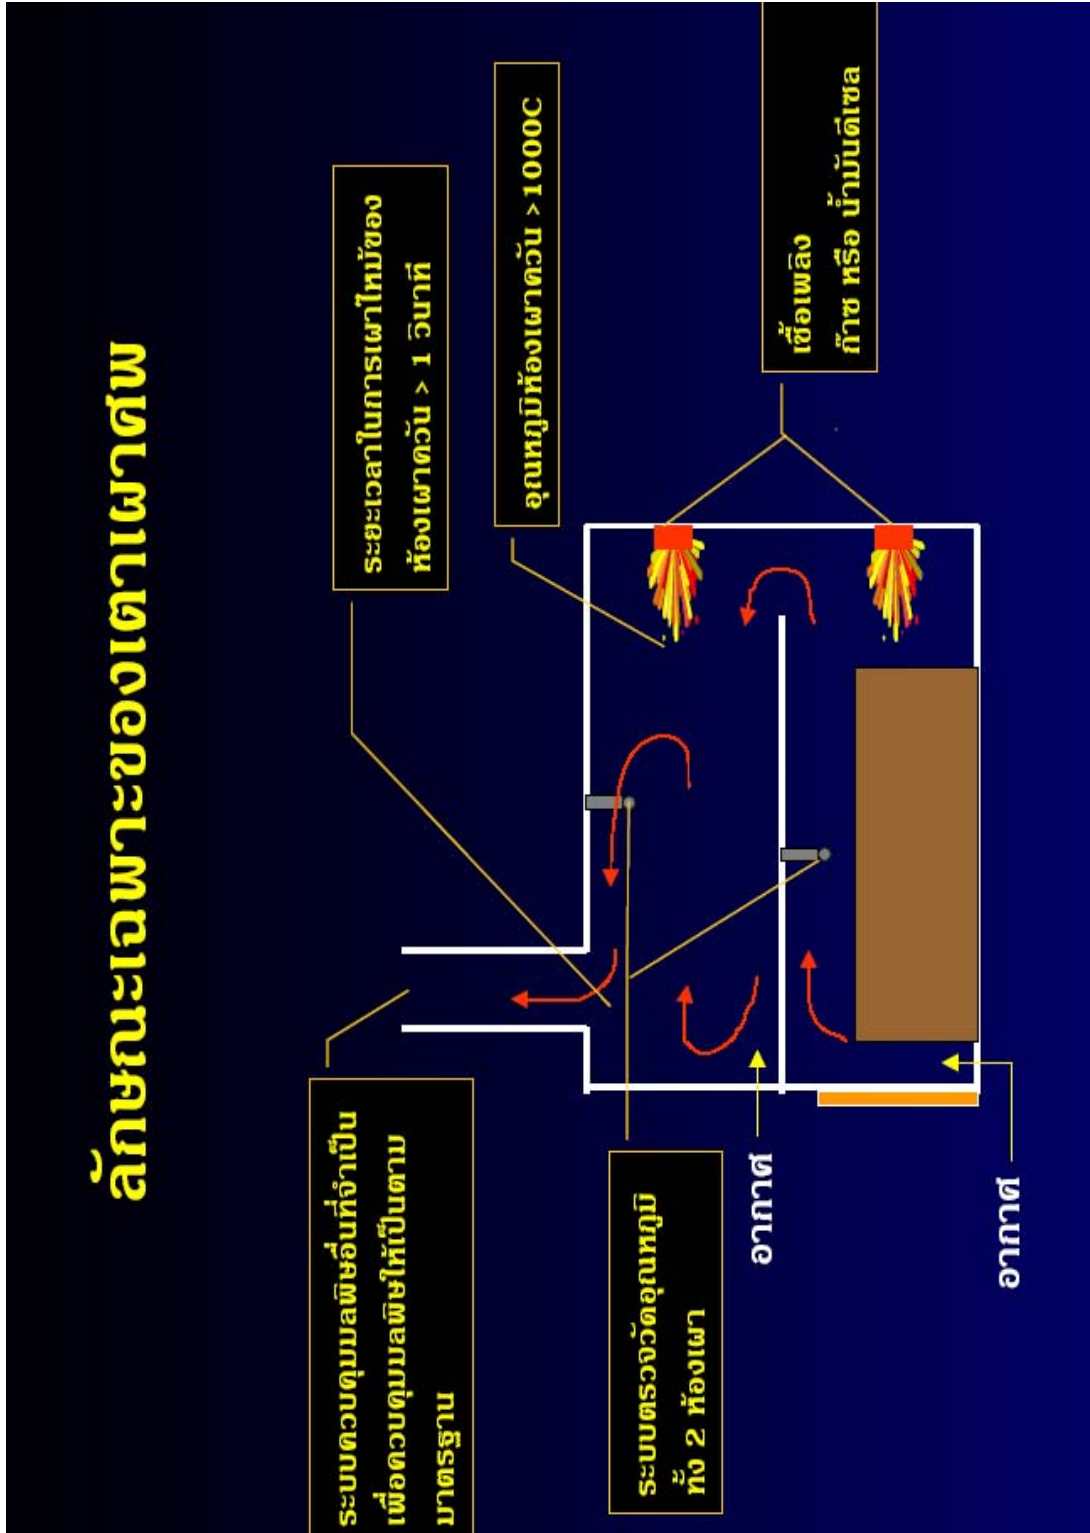 ลักษณะเฉพาะของเตาเผาศพ
ระบบควบคุมมลพิษอื่นที่จำเป็น
เพื่อควบคุมมลพิษให้เป็นตาม
มาตรฐาน
ระยะเวลาในการเผาไหม้ของ
ห้องเผาควัน > 1 วินาที
อุณหภูมิห้องเผาควัน >1000C
ระบบตรวจวัดอุณหภูมิ
ทั้ง 2 ห้องเผา
เชื้อเพลิง
ก๊าซ หรือ น้ำมันดีเซล
อากาศ
อากาศ